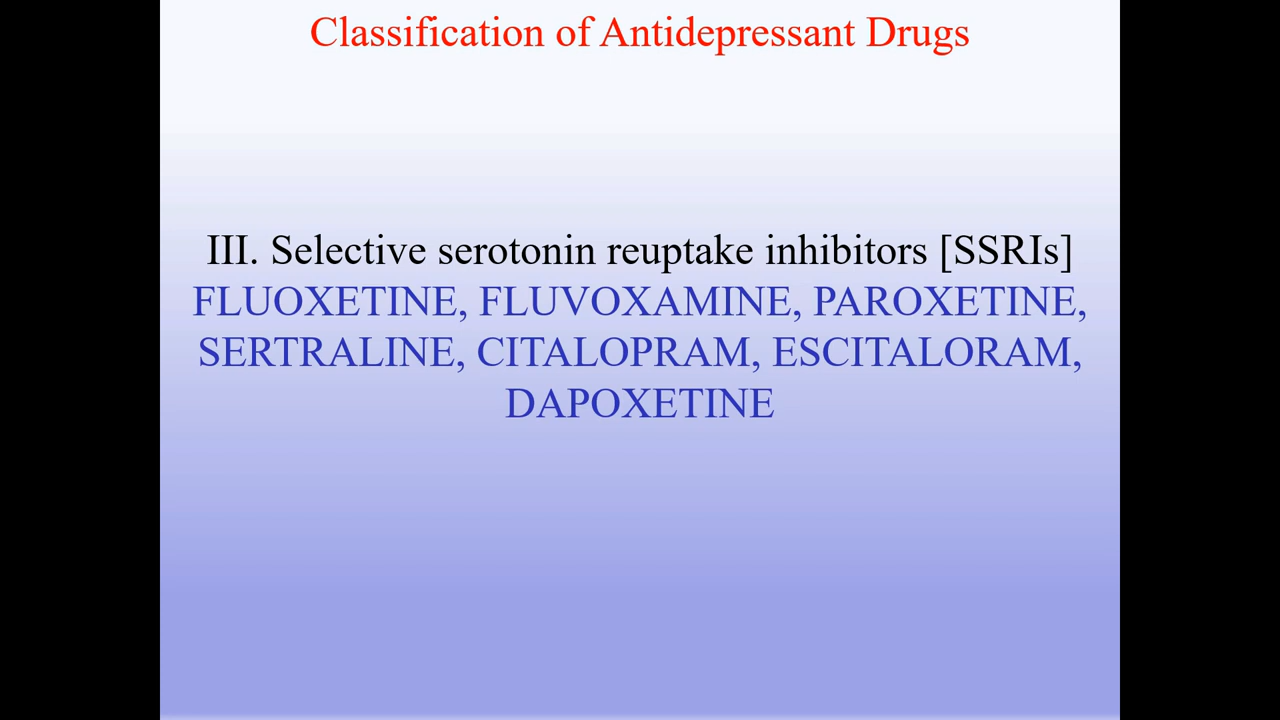 Classification of Antidepressant Drugs
III. Selective serotonin reuptake inhibitors [SSRIs]
FLUOXETINE, FLUVOXAMINE, PAROXETINE,
SERTRALINE, CITALOPRAM, ESCITALORAM,
DAPOXETINE